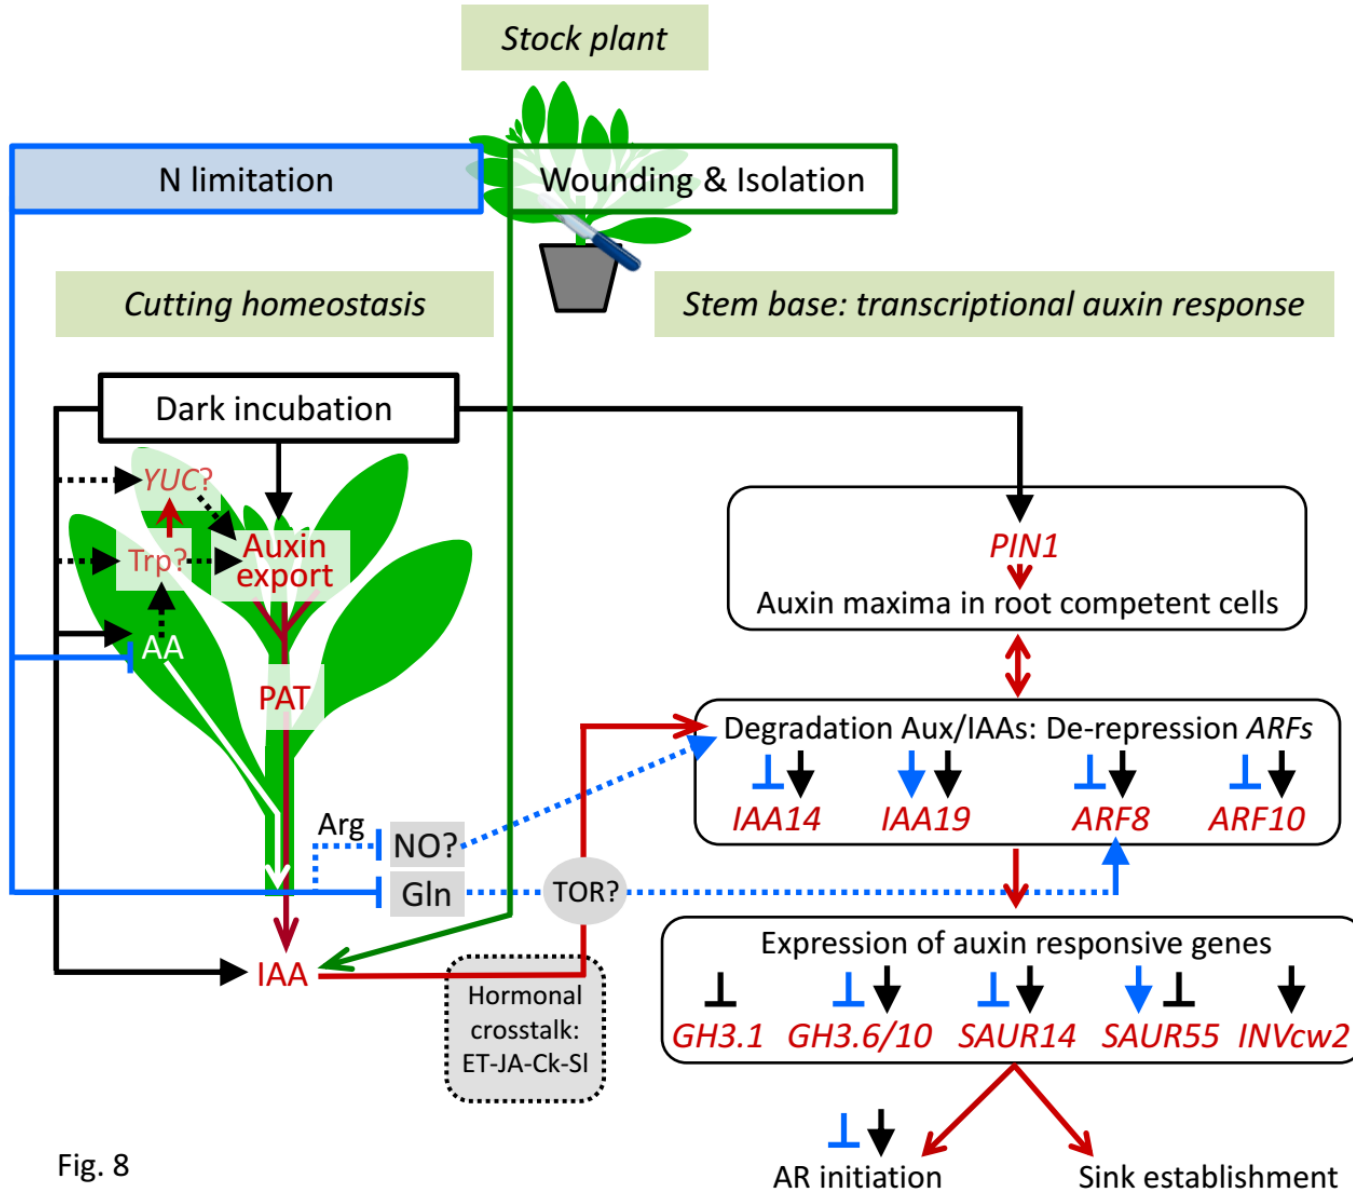 Stock plant
N limitation
Wounding & Isolation
Cutting homeostasis
Stem base: transcriptional auxin response
Dark incubation
YUC?
Trp?
Auxin
export
AA
PAT
PIN1
Auxin maxima in root competent cells
Degradation Aux/IAAs: De-repression ARFs
IAA14 IAA19 ARF8 ARF10
Arg
NO?
Gln
TOR?
IAA
Hormonal
crosstalk:
ET-JA-Ck-Sl
Expression of auxin responsive genes
GH3.1 GH3.6/10 SAUR14 SAUR55 INVcw2
AR initiation
Sink establishment
Fig. 8